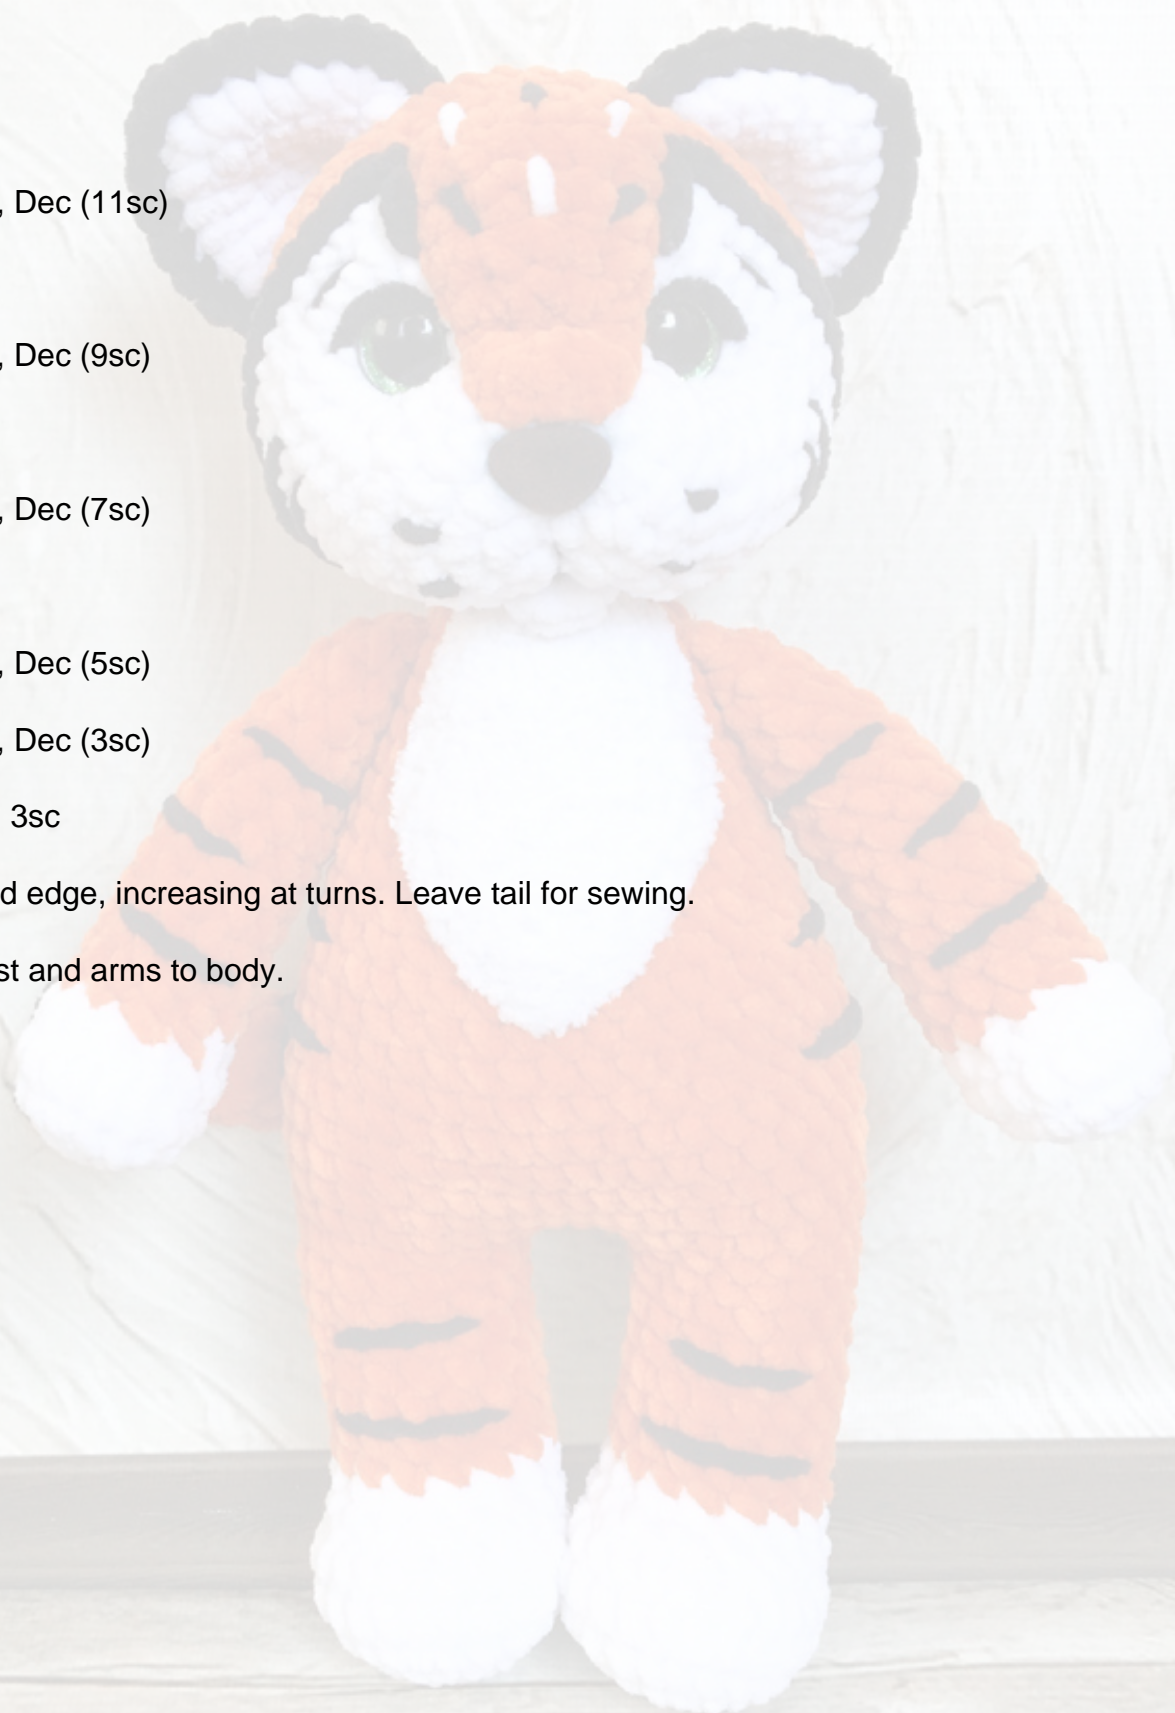 , Dec (11sc)
, Dec (9sc)
, Dec (7sc)
, Dec (5sc)
, Dec (3sc)
3sc
d edge, increasing at turns. Leave tail for sewing.
st and arms to body.